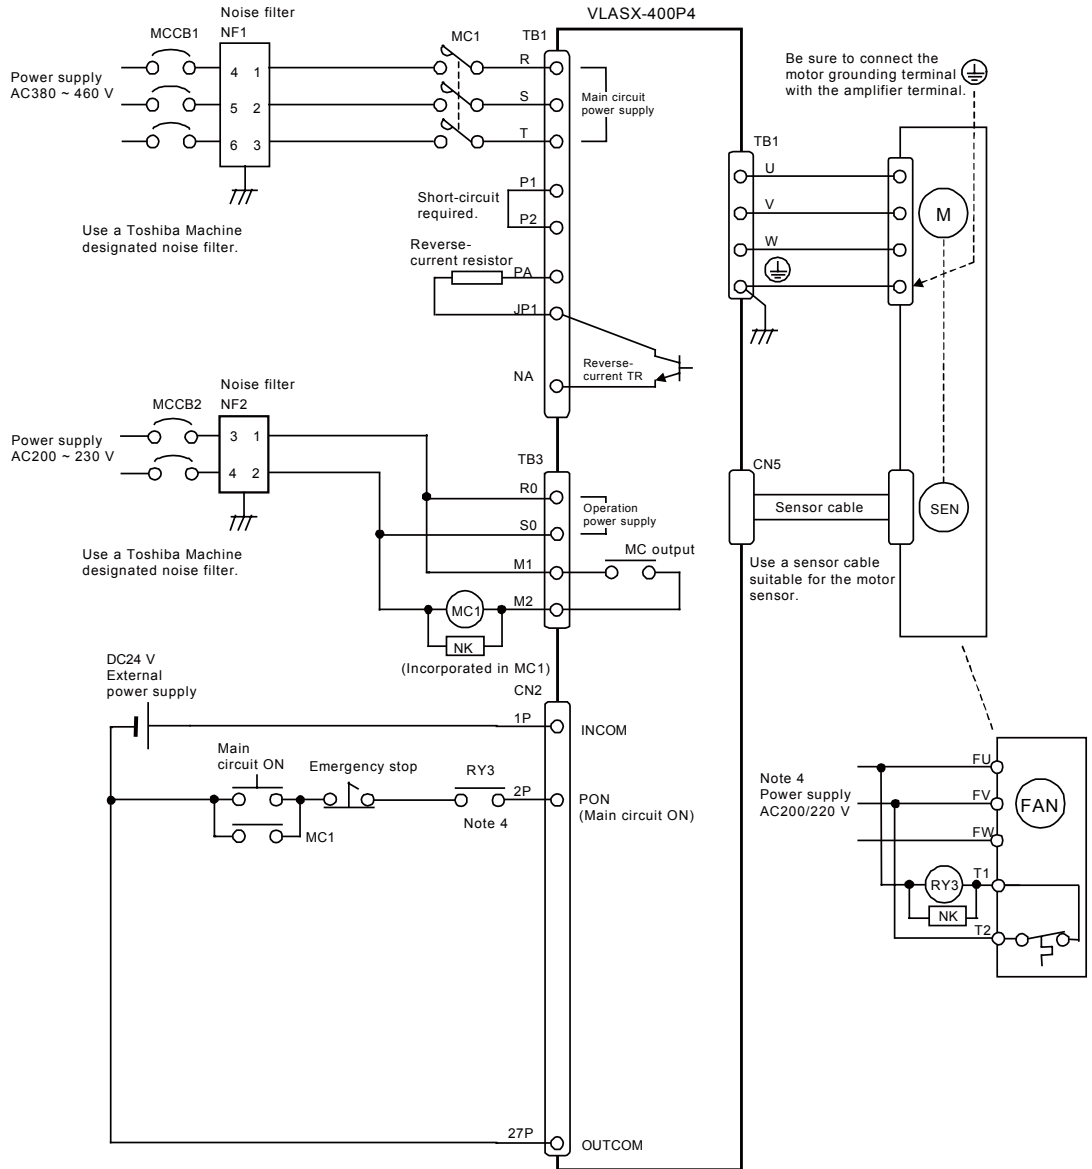 VLASX-400P4
Noise filter
NF1
MCCB1
MC1
TB1
Power supply
AC380 ~ 460 V
4 1
5 2
6 3
R
S
T
Main circuit
power supply
Be sure to connect the
motor grounding terminal
with the amplifier terminal.
TB1
U
V
W
M
P1
P2
Short-circuit
required.
Use a Toshiba Machine
designated noise filter.
Reverse-
current resistor
PA
JP1
NA
Reverse-
current TR
Noise filter
NF2
MCCB2
Power supply
AC200 ~ 230 V
3 1
4 2
TB3
R0
S0
Operation
power supply
M1
M2
MC output
MC1
NK
(Incorporated in MC1)
Use a Toshiba Machine
designated noise filter.
CN5
Sensor cable
SEN
Use a sensor cable
suitable for the motor
sensor.
DC24 V
External
power supply
CN2
1P
INCOM
Main
circuit ON
Emergency stop
RY3
2P
PON
(Main circuit ON)
Note 4
MC1
27P
OUTCOM
Note 4
Power supply
AC200/220 V
FU
FV
FW
FAN
RY3
T1
NK
T2